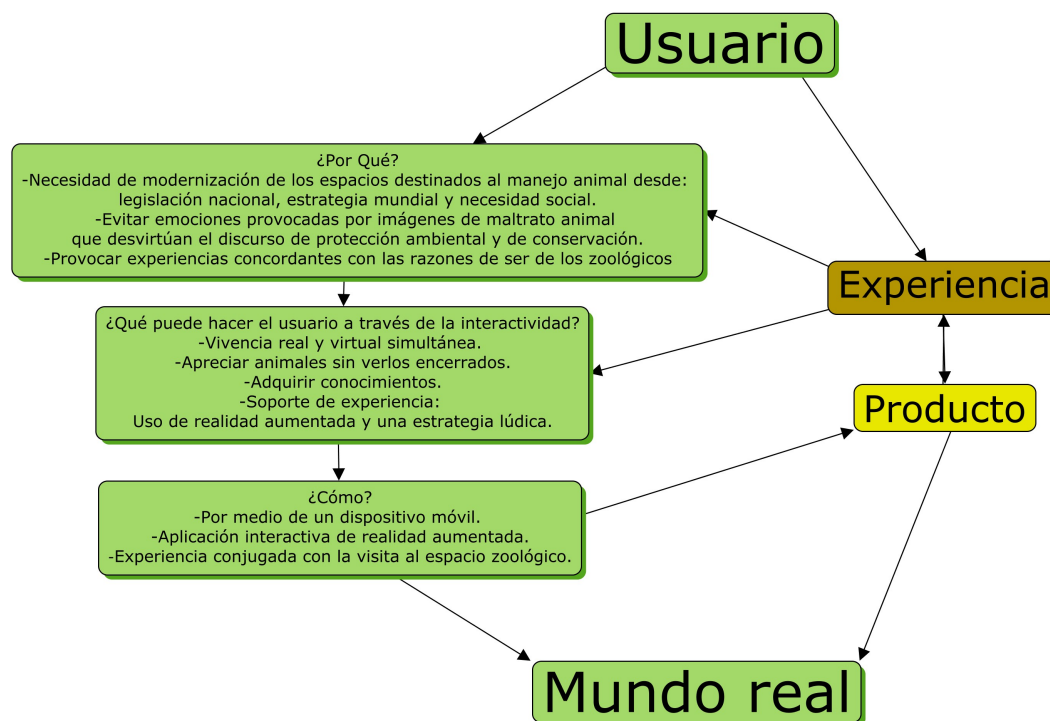 Usuario
¿Por Qué?
-Necesidad de modernización de los espacios destinados al manejo animal desde:
legislación nacional, estrategia mundial y necesidad social.
-Evitar emociones provocadas por imágenes de maltrato animal
que desvirtúan el discurso de protección ambiental y de conservación.
-Provocar experiencias concordantes con las razones de ser de los zoológicos
Experiencia
¿Qué puede hacer el usuario a través de la interactividad?
-Vivencia real y virtual simultánea.
-Apreciar animales sin verlos encerrados.
-Adquirir conocimientos.
-Soporte de experiencia:
Uso de realidad aumentada y una estrategia lúdica.
Producto
¿Cómo?
-Por medio de un dispositivo móvil.
-Aplicación interactiva de realidad aumentada.
-Experiencia conjugada con la visita al espacio zoológico.
Mundo real